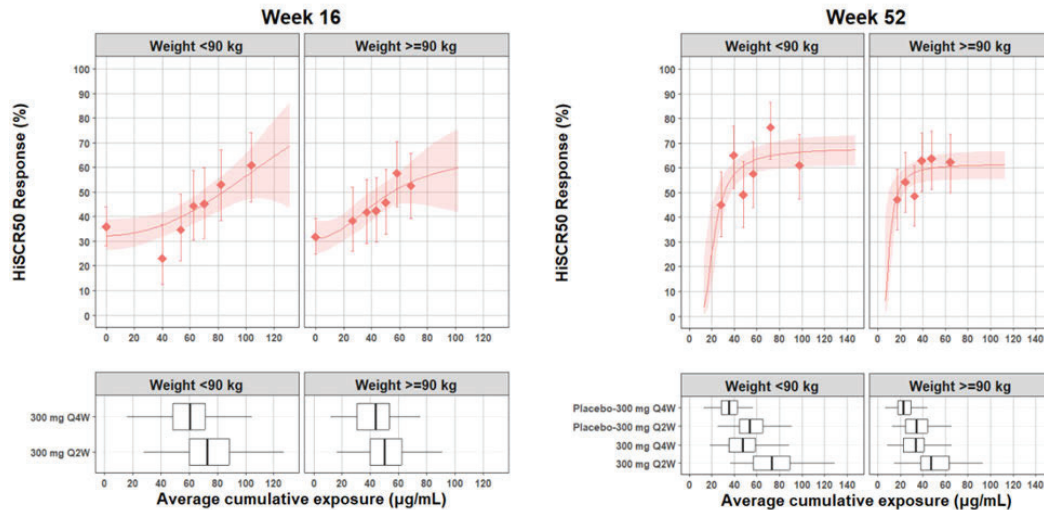 Week 16
Week 52
Weight <90 kg
Weight >=90 kg
Weight <90 kg
Weight >=90 kg
HiSCR50 Response (%)
100
90
80
70
60
50
40
30
20
10
0
0 20 40 60 80 100 120
0 20 40 60 80 100 120
HiSCR50 Response (%)
100
90
80
70
60
50
40
30
20
10
0
0 20 40 60 80 100 120 140
0 20 40 60 80 100 120 140
Weight <90 kg
Weight >=90 kg
300 mg Q4W
300 mg Q2W
0 20 40 60 80 100 120
0 20 40 60 80 100 120
Average cumulative exposure (µg/mL)
Weight <90 kg
Weight >=90 kg
Placebo-300 mg Q4W
Placebo-300 mg Q2W
300 mg Q4W
300 mg Q2W
0 20 40 60 80 100 120 140
0 20 40 60 80 100 120 140
Average cumulative exposure (µg/mL)